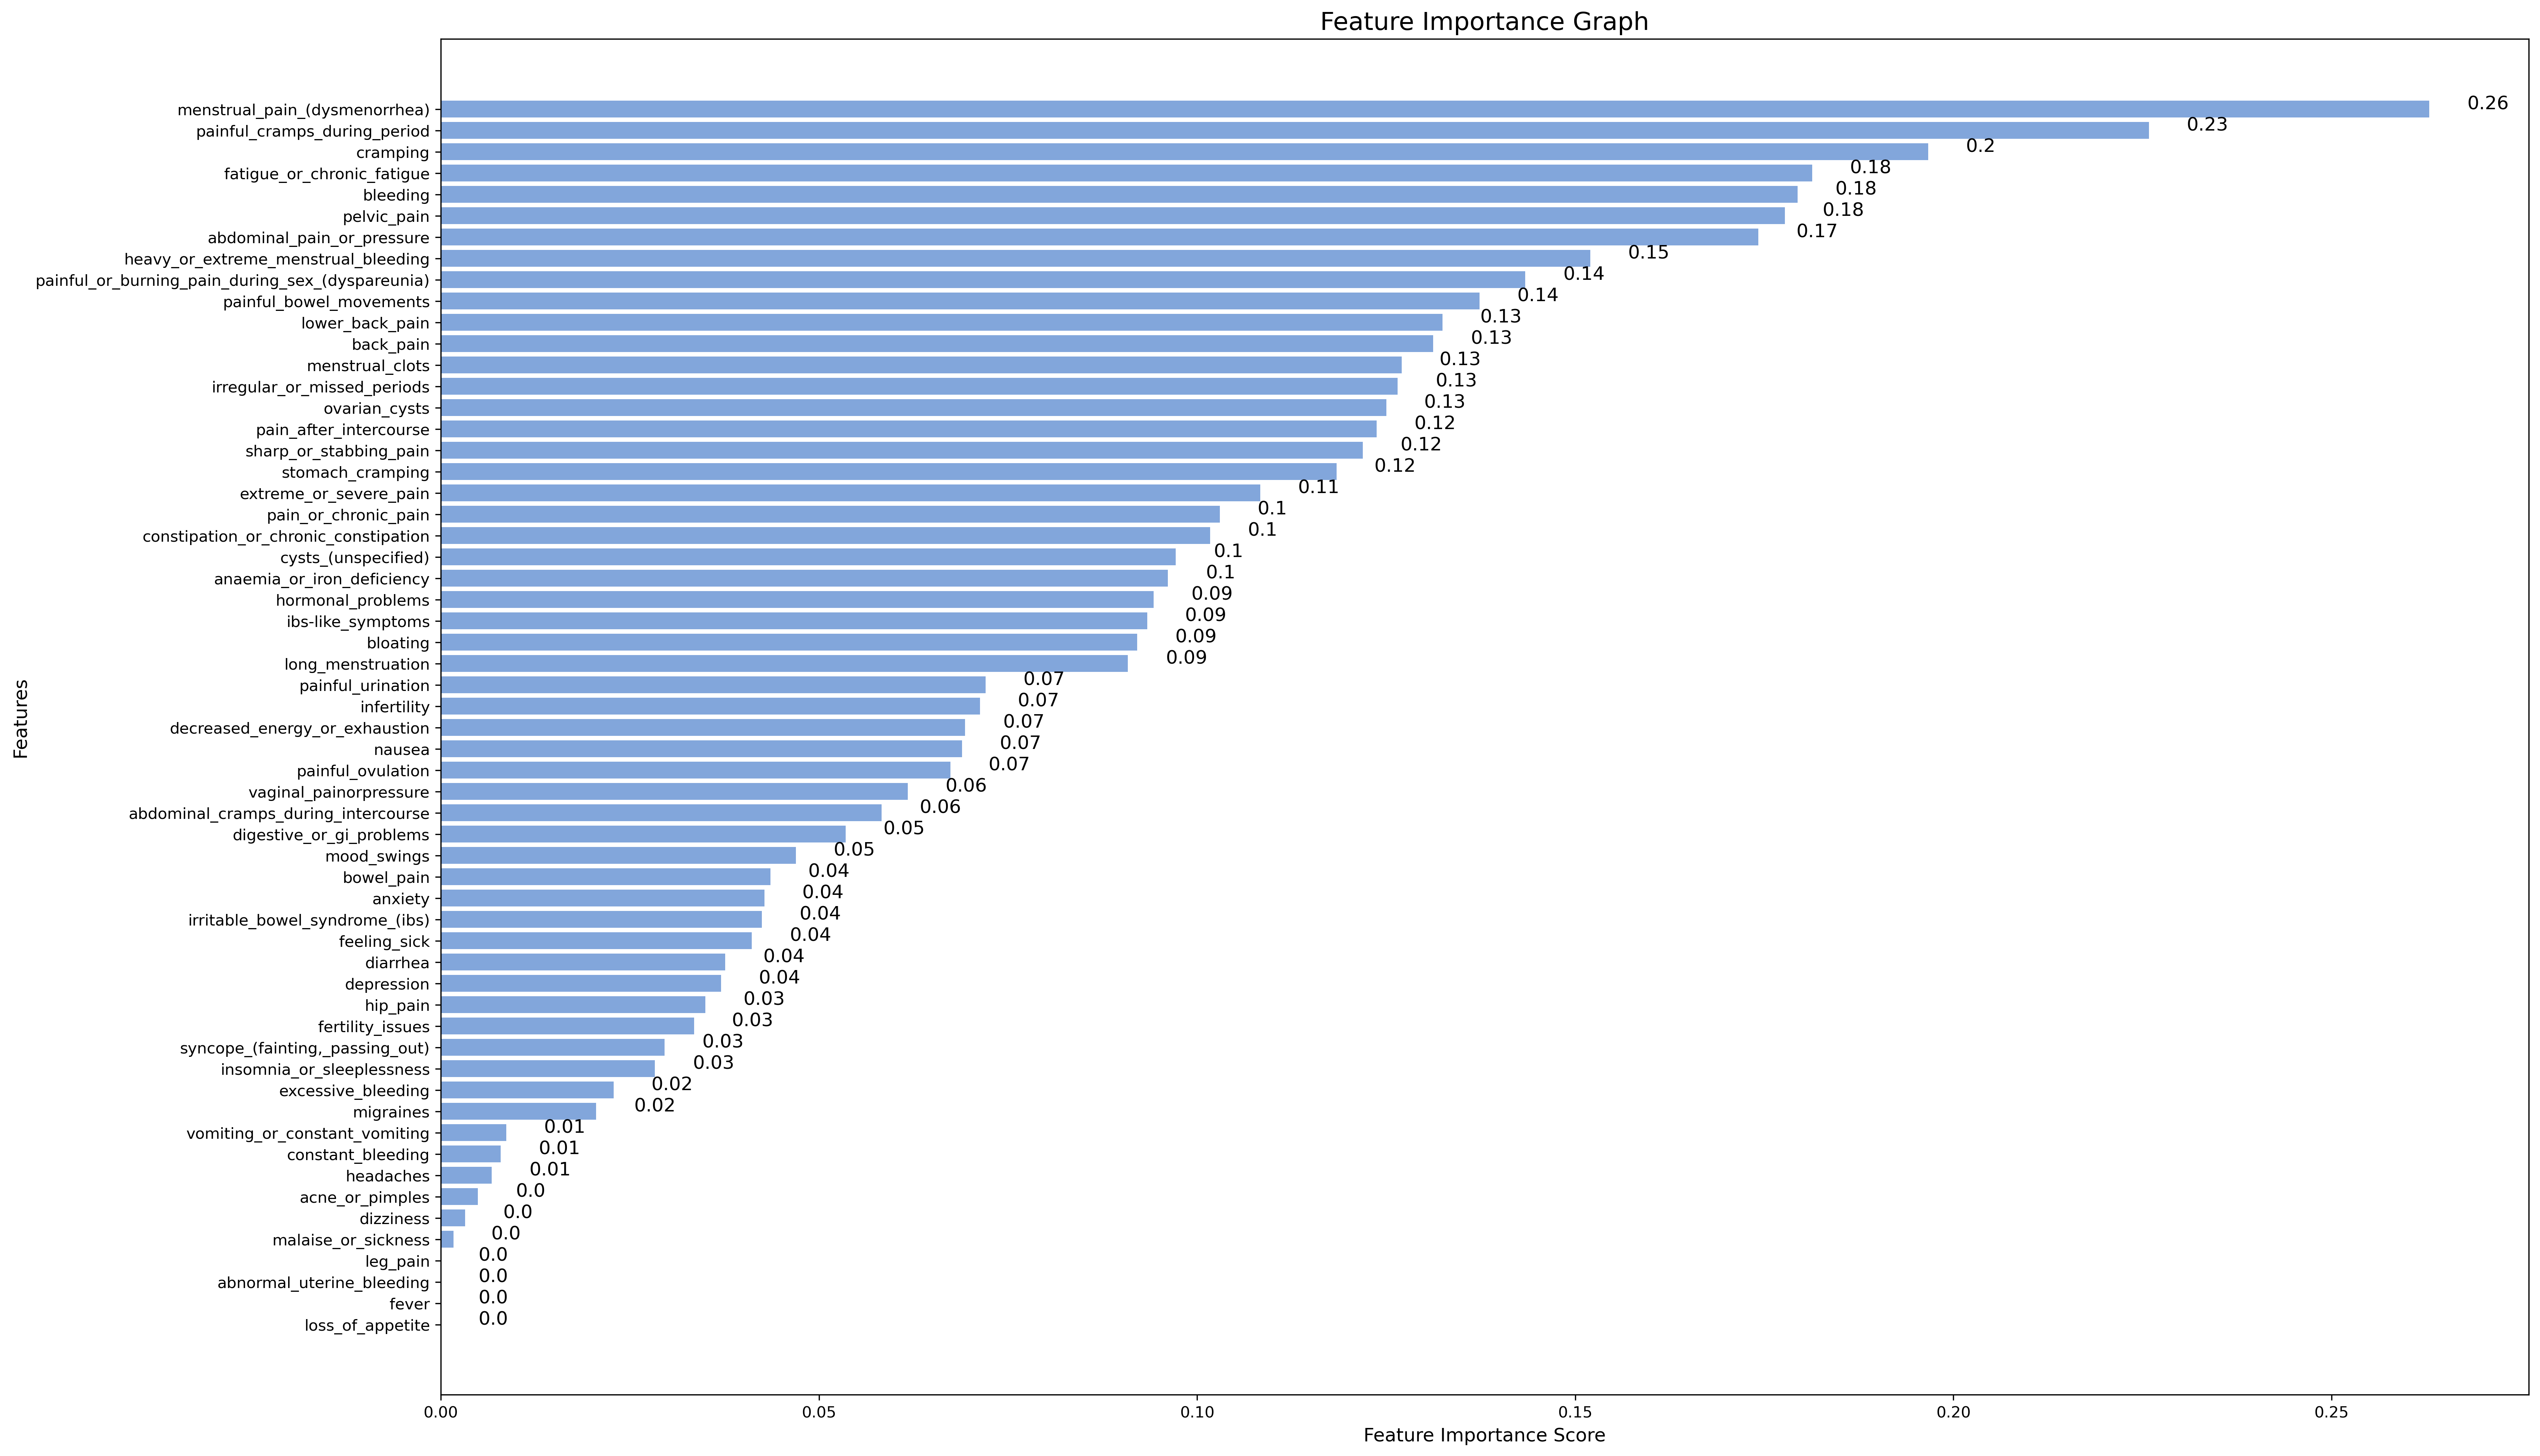 Feature Importance Graph
menstrual_pain_(dysmenorrhea) 0.26
painful_cramps_during_period 0.23
cramping 0.2
fatigue_or_chronic_fatigue 0.18
bleeding 0.18
pelvic_pain 0.18
abdominal_pain_or_pressure 0.17
heavy_or_extreme_menstrual_bleeding 0.15
painful_or_burning_pain_during_sex_(dyspareunia) 0.14
painful_bowel_movements 0.14
lower_back_pain 0.13
back_pain 0.13
menstrual_clots 0.13
irregular_or_missed_periods 0.13
ovarian_cysts 0.13
pain_after_intercourse 0.12
sharp_or_stabbing_pain 0.12
stomach_cramping 0.12
extreme_or_severe_pain 0.11
pain_or_chronic_pain 0.1
constipation_or_chronic_constipation 0.1
cysts_(unspecified) 0.1
anaemia_or_iron_deficiency 0.1
hormonal_problems 0.09
ibs-like_symptoms 0.09
bloating 0.09
long_menstruation 0.09
painful_urination 0.07
infertility 0.07
decreased_energy_or_exhaustion 0.07
nausea 0.07
painful_ovulation 0.07
vaginal_painorpressure 0.06
abdominal_cramps_during_intercourse 0.06
digestive_or_gi_problems 0.05
mood_swings 0.05
bowel_pain 0.04
anxiety 0.04
irritable_bowel_syndrome_(ibs) 0.04
feeling_sick 0.04
diarrhea 0.04
depression 0.04
hip_pain 0.03
fertility_issues 0.03
syncope_(fainting,_passing_out) 0.03
insomnia_or_sleeplessness 0.03
excessive_bleeding 0.02
migraines 0.02
vomiting_or_constant_vomiting 0.01
constant_bleeding 0.01
headaches 0.01
acne_or_pimples 0.0
dizziness 0.0
malaise_or_sickness 0.0
leg_pain 0.0
abnormal_uterine_bleeding 0.0
fever 0.0
loss_of_appetite 0.0
Features
0.00 0.05 0.10 0.15 0.20 0.25
Feature Importance Score